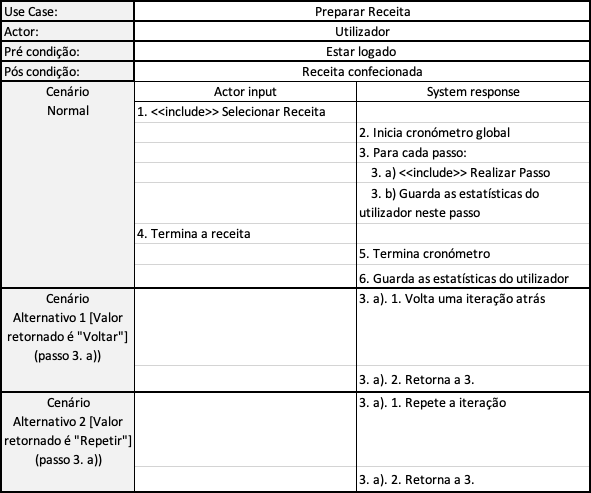 Use Case: Preparar Receita
Actor: Utilizador
Pré condição: Estar logado
Pós condição: Receita confecionada
Cenário Actor input System response
Normal 1. <<include>> Selecionar Receita
2. Inicia cronómetro global
3. Para cada passo:
3. a) <<include>> Realizar Passo
3. b) Guarda as estatísticas do
utilizador neste passo
4. Termina a receita
5. Termina cronómetro
6. Guarda as estatísticas do utilizador
Cenário 3. a). 1. Volta uma iteração atrás
Alternativo 1 [Valor
retornado é "Voltar"]
(passo 3. a))
3. a). 2. Retorna a 3.
Cenário 3. a). 1. Repete a iteração
Alternativo 2 [Valor
retornado é "Repetir"]
(passo 3. a))
3. a). 2. Retorna a 3.